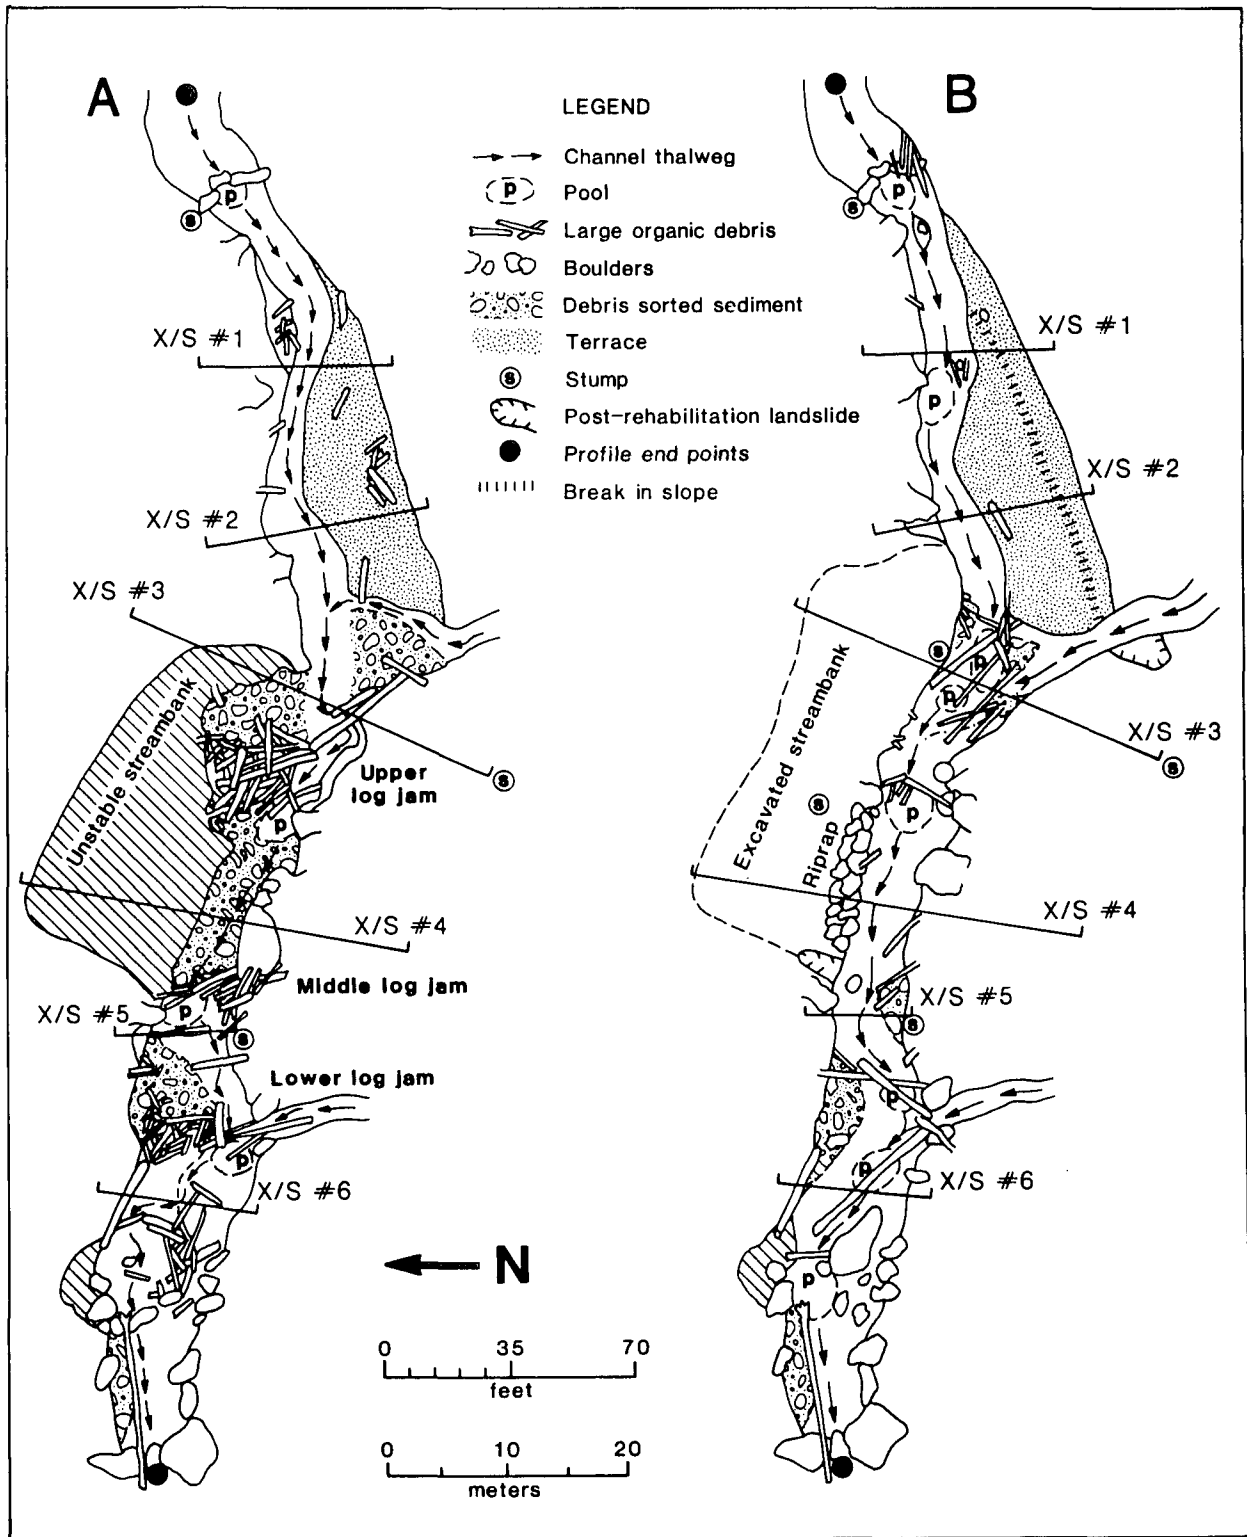 A
B
LEGEND
Channel thalweg
p
Pool
Large organic debris
Boulders
Debris sorted sediment
Terrace
s
Stump
Post-rehabilitation landslide
Profile end points
Break in slope
p
s
X/S #1
X/S #2
X/S #3
Unstable streambank
Upper
log jam
s
p
X/S #4
Middle log jam
X/S #5
p
s
Lower log jam
p
X/S #6
p
s
X/S #1
p
X/S #2
s
p
p
X/S #3
s
Excavated streambank
s
Riprap
p
X/S #4
X/S #5
s
p
p
X/S #6
p
N
0 35 70
feet
0 10 20
meters